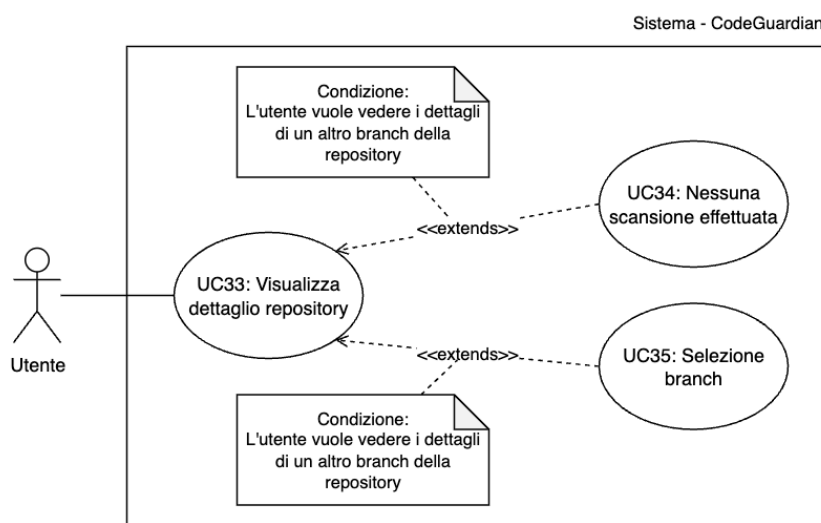 Sistema - CodeGuardian
Condizione:
L'utente vuole vedere i dettagli
di un altro branch della
repository
UC34: Nessuna
scansione effettuata
<<extends>>
UC33: Visualizza
dettaglio repository
Utente
<<extends>>
UC35: Selezione
branch
Condizione:
L'utente vuole vedere i dettagli
di un altro branch della
repository